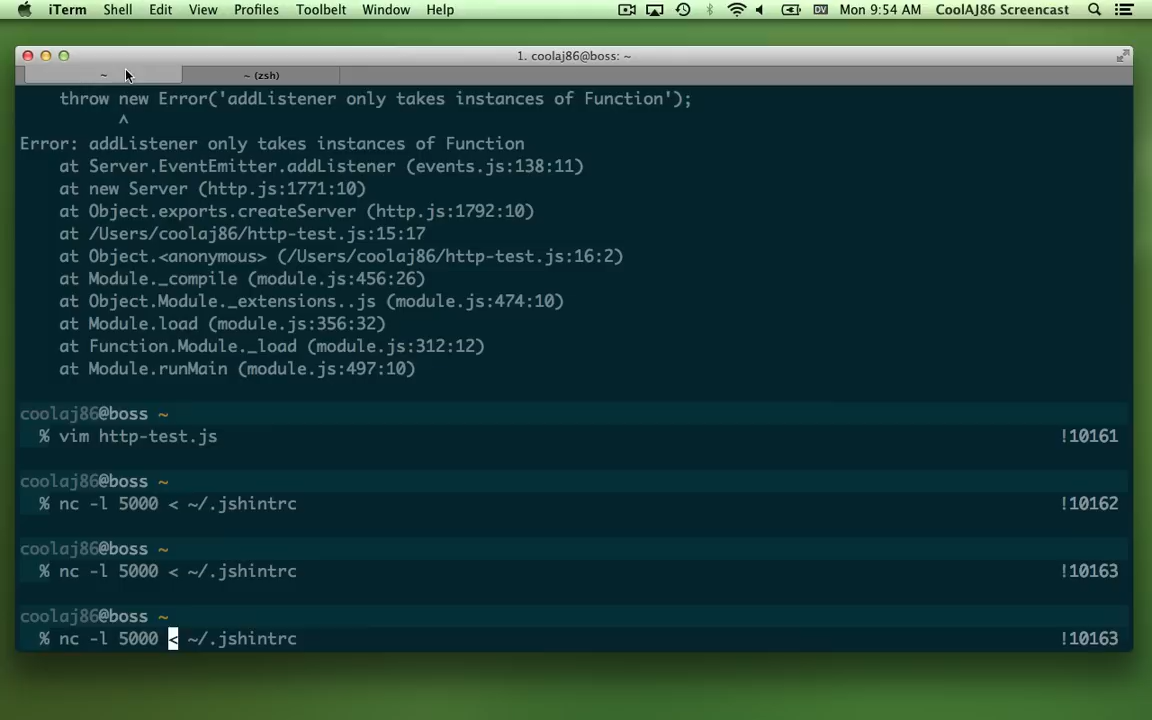 iTerm Shell Edit View Profiles Toolbelt Window Help DV Mon 9:54 AM CoolAJ86 Screencast
1. coolaj86@boss: ~
~ ~ (zsh)
throw new Error('addListener only takes instances of Function');
^
Error: addListener only takes instances of Function
at Server.EventEmitter.addListener (events.js:138:11)
at new Server (http.js:1771:10)
at Object.exports.createServer (http.js:1792:10)
at /Users/coolaj86/http-test.js:15:17
at Object.<anonymous> (/Users/coolaj86/http-test.js:16:2)
at Module._compile (module.js:456:26)
at Object.Module._extensions..js (module.js:474:10)
at Module.load (module.js:356:32)
at Function.Module._load (module.js:312:12)
at Module.runMain (module.js:497:10)
coolaj86@boss ~
% vim http-test.js !10161
coolaj86@boss ~
% nc -l 5000 < ~/.jshintrc !10162
coolaj86@boss ~
% nc -l 5000 < ~/.jshintrc !10163
coolaj86@boss ~
% nc -l 5000 < ~/.jshintrc !10163